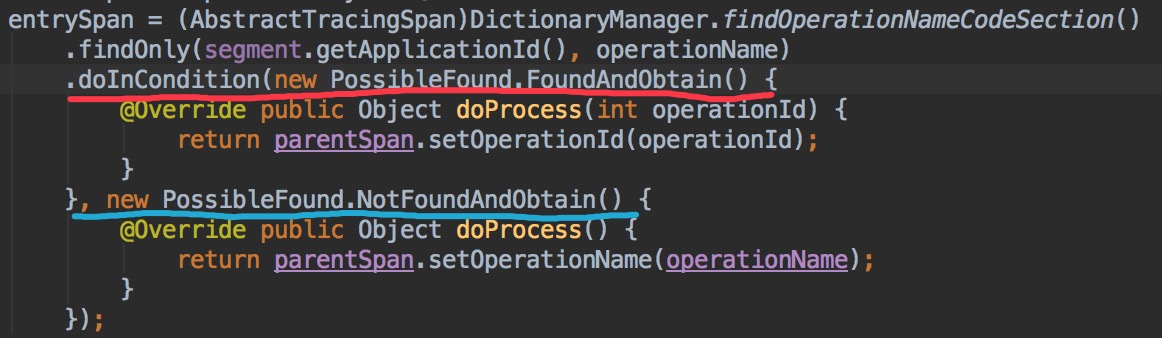 entrySpan = (AbstractTracingSpan)DictionaryManager.findOperationNameCodeSection()
.findOnly(segment.getApplicationId(), operationName)
.doInCondition(new PossibleFound.FoundAndObtain() {
@Override public Object doProcess(int operationId) {
return parentSpan.setOperationId(operationId);
}
}, new PossibleFound.NotFoundAndObtain() {
@Override public Object doProcess() {
return parentSpan.setOperationName(operationName);
}
});